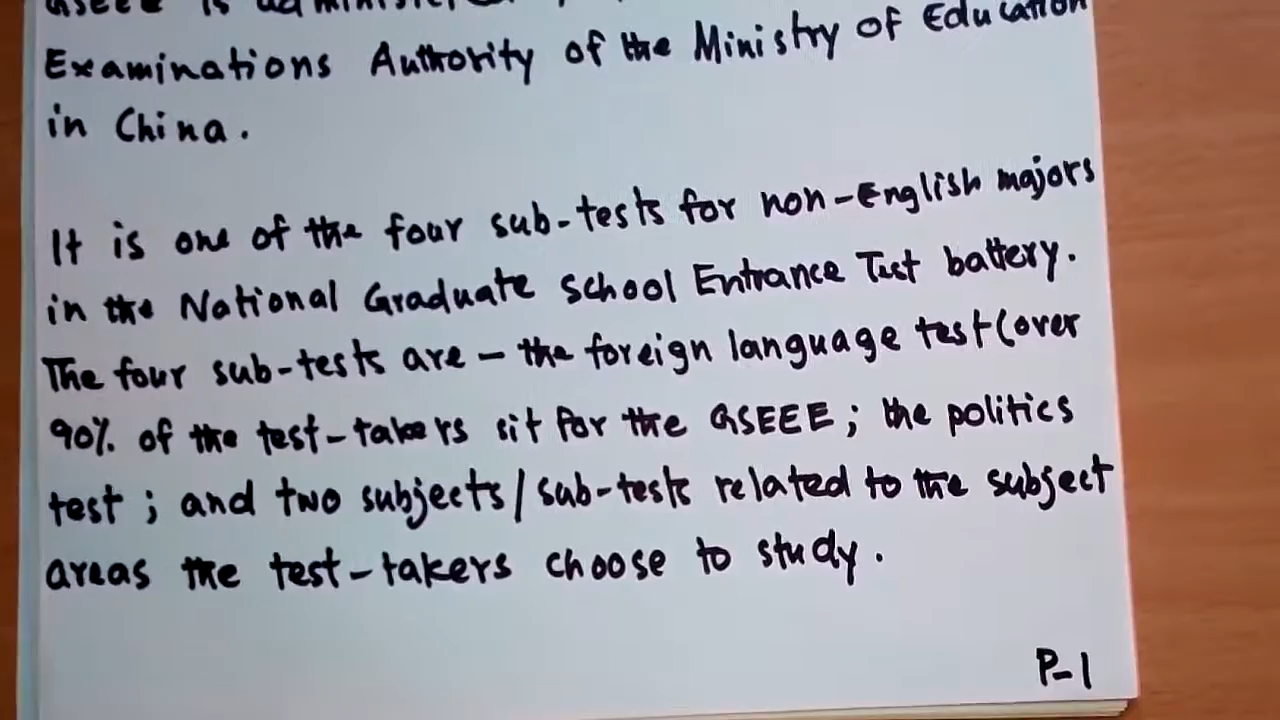 GSEEE is administered
Examinations Authority of the Ministry of Education
in China.
It is one of the four sub-tests for non-English majors
in the National Graduate School Entrance Test battery.
The four sub-tests are - the foreign language test (over
90% of the test-takers sit for the GSEEE; the politics
test; and two subjects/sub-tests related to the subject
areas the test-takers choose to study.
P-1